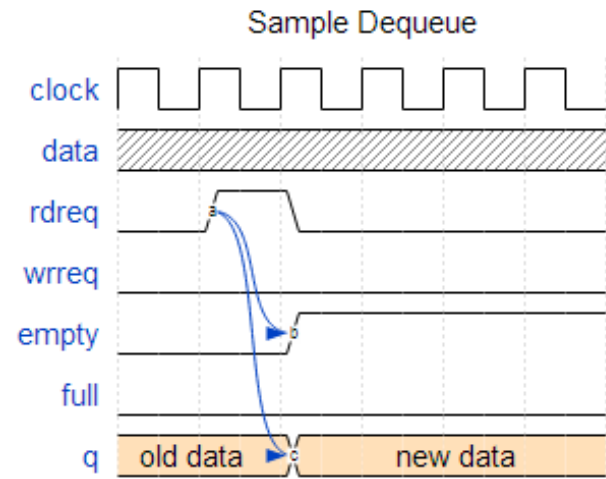 Sample Dequeue
clock
data
rdreq
a
wrreq
empty
b
full
q
old data
c
new data